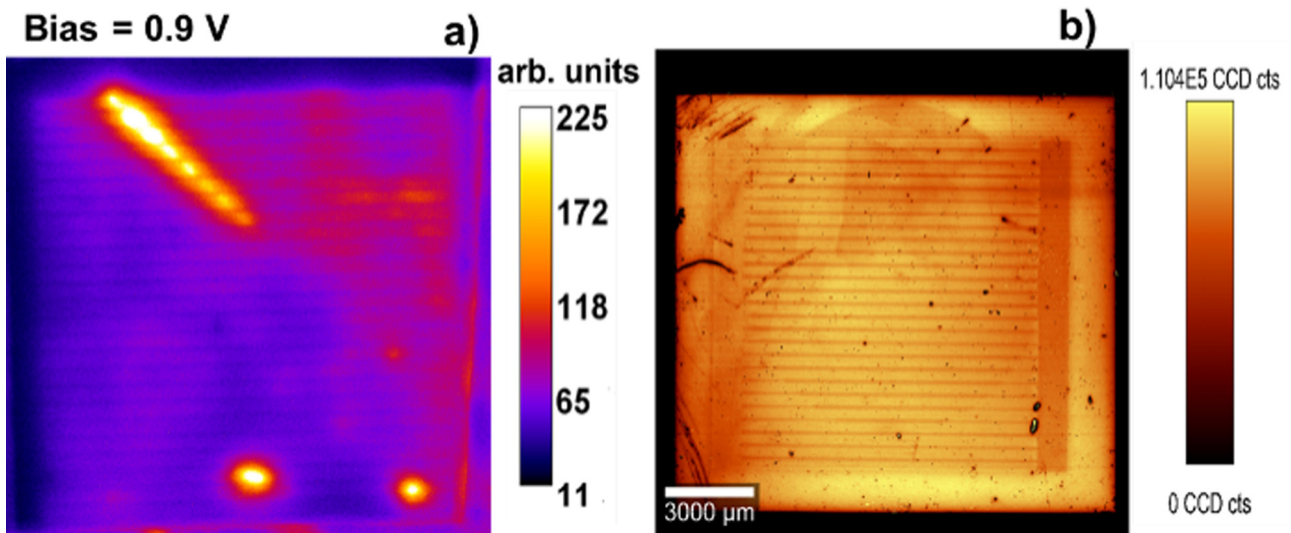 Bias = 0.9 V
a)
arb. units
225
172
118
65
11
b)
1.104E5 CCD cts
0 CCD cts
3000 μm